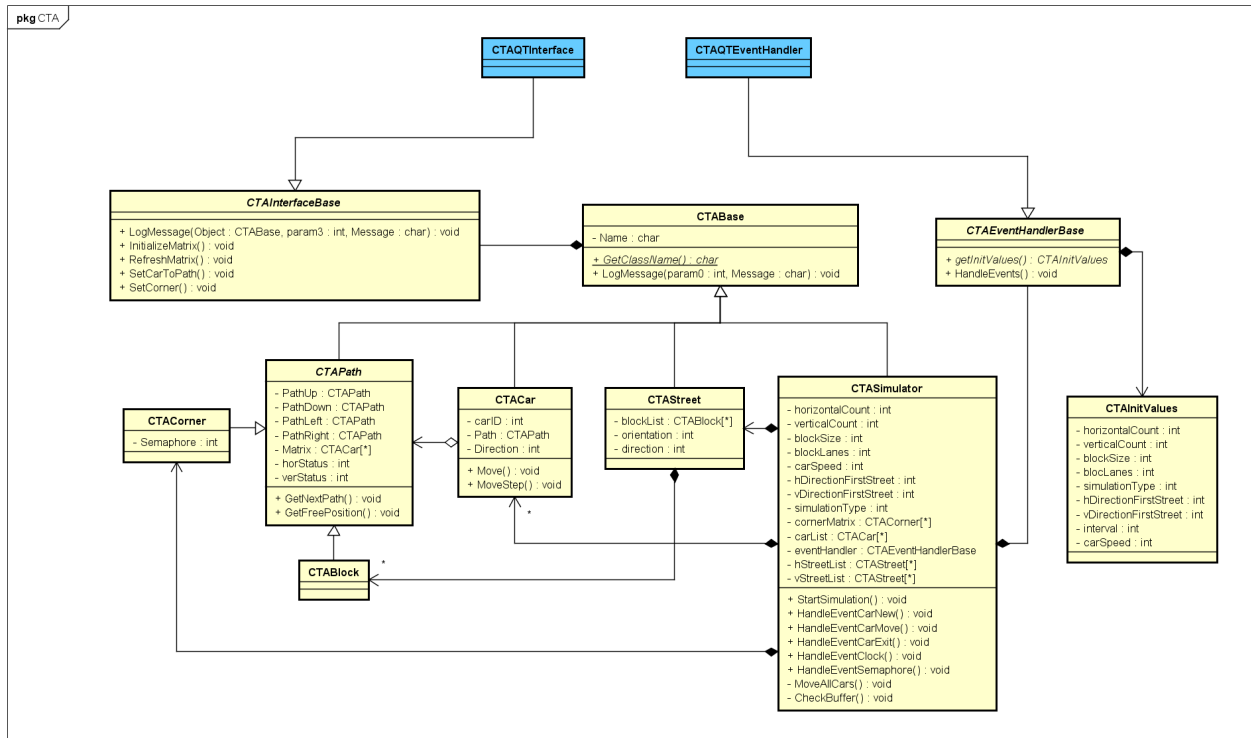 pkg CTA
CTAQTInterface
CTAQTEventHandler
CTAInterfaceBase
+ LogMessage(Object : CTABase, param3 : int, Message : char) : void
+ InitializeMatrix() : void
+ RefreshMatrix() : void
+ SetCarToPath() : void
+ SetCorner() : void
CTABase
- Name : char
+ GetClassName() : char
+ LogMessage(param0 : int, Message : char) : void
CTAEventHandlerBase
+ getInitValues() : CTAInitValues
+ HandleEvents() : void
CTACorner
- Semaphore : int
CTAPath
- PathUp : CTAPath
- PathDown : CTAPath
- PathLeft : CTAPath
- PathRight : CTAPath
- Matrix : CTACar[*]
- horStatus : int
- verStatus : int
+ GetNextPath() : void
+ GetFreePosition() : void
CTACar
- carID : int
- Path : CTAPath
- Direction : int
+ Move() : void
+ MoveStep() : void
*
CTAStreet
- blockList : CTABlock[*]
- orientation : int
- direction : int
CTASimulator
- horizontalCount : int
- verticalCount : int
- blockSize : int
- blockLanes : int
- carSpeed : int
- hDirectionFirstStreet : int
- vDirectionFirstStreet : int
- simulationType : int
- cornerMatrix : CTACorner[*]
- carList : CTACar[*]
- eventHandler : CTAEventHandlerBase
- hStreetList : CTAStreet[*]
- vStreetList : CTAStreet[*]
+ StartSimulation() : void
+ HandleEventCarNew() : void
+ HandleEventCarMove() : void
+ HandleEventCarExit() : void
+ HandleEventClock() : void
+ HandleEventSemaphore() : void
- MoveAllCars() : void
- CheckBuffer() : void
CTAInitValues
- horizontalCount : int
- verticalCount : int
- blockSize : int
- blocLanes : int
- simulationType : int
- hDirectionFirstStreet : int
- vDirectionFirstStreet : int
- interval : int
- carSpeed : int
CTABlock
*